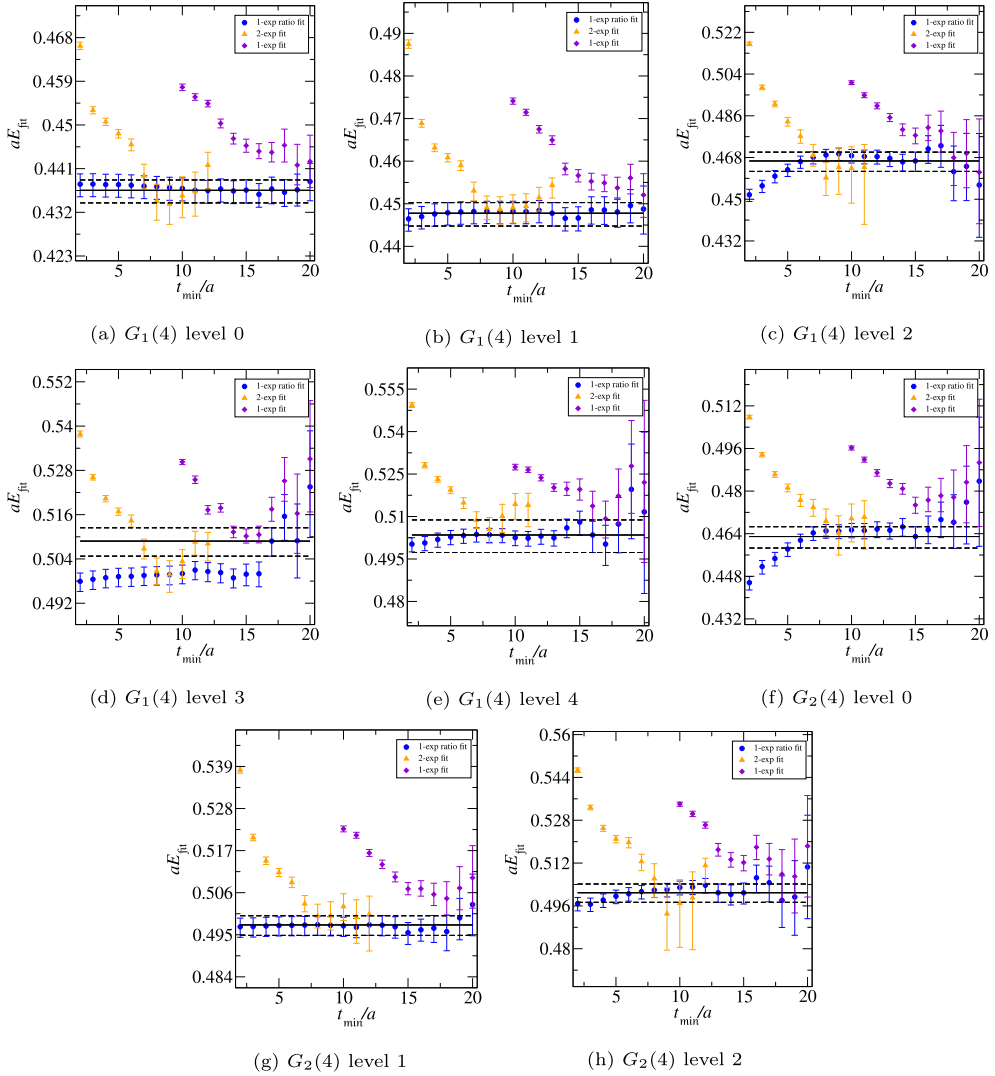 1-exp ratio fit
2-exp fit
1-exp fit
0.468
0.459
0.45
0.441
0.432
0.423
aE_fit
5 10 15 20
t_min/a
(a) G₁(4) level 0
1-exp ratio fit
2-exp fit
1-exp fit
0.49
0.48
0.47
0.46
0.45
0.44
aE_fit
5 10 15 20
t_min/a
(b) G₁(4) level 1
1-exp ratio fit
2-exp fit
1-exp fit
0.522
0.504
0.486
0.468
0.45
0.432
aE_fit
5 10 15 20
t_min/a
(c) G₁(4) level 2
1-exp ratio fit
2-exp fit
1-exp fit
0.552
0.54
0.528
0.516
0.504
0.492
aE_fit
5 10 15 20
t_min/a
(d) G₁(4) level 3
1-exp ratio fit
2-exp fit
1-exp fit
0.555
0.54
0.525
0.51
0.495
0.48
aE_fit
5 10 15 20
t_min/a
(e) G₁(4) level 4
1-exp ratio fit
2-exp fit
1-exp fit
0.512
0.496
0.48
0.464
0.448
0.432
aE_fit
5 10 15 20
t_min/a
(f) G₂(4) level 0
1-exp ratio fit
2-exp fit
1-exp fit
0.539
0.528
0.517
0.506
0.495
0.484
aE_fit
5 10 15 20
t_min/a
(g) G₂(4) level 1
1-exp ratio fit
2-exp fit
1-exp fit
0.56
0.544
0.528
0.512
0.496
0.48
aE_fit
5 10 15 20
t_min/a
(h) G₂(4) level 2